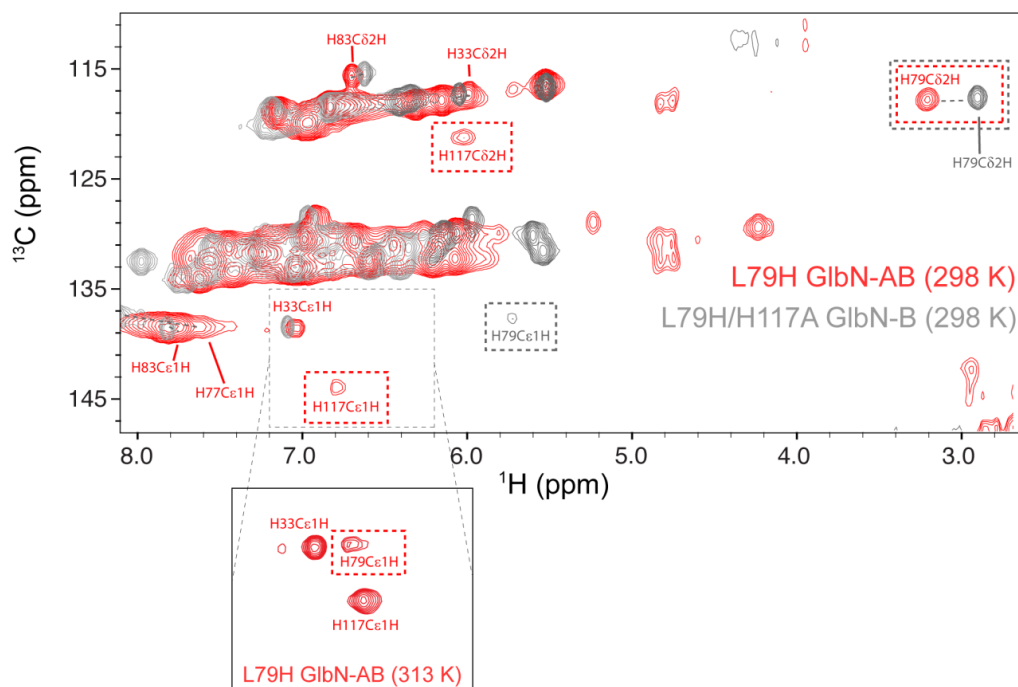 H83Cδ2H
H33Cδ2H
115
H79Cδ2H
H117Cδ2H
H79Cδ2H
125
¹³C (ppm)
L79H GlbN-AB (298 K)
135
H33Cε1H
L79H/H117A GlbN-B (298 K)
H79Cε1H
H83Cε1H
H77Cε1H
H117Cε1H
145
8.0 7.0 6.0 5.0 4.0 3.0
¹H (ppm)
H33Cε1H
H79Cε1H
H117Cε1H
L79H GlbN-AB (313 K)